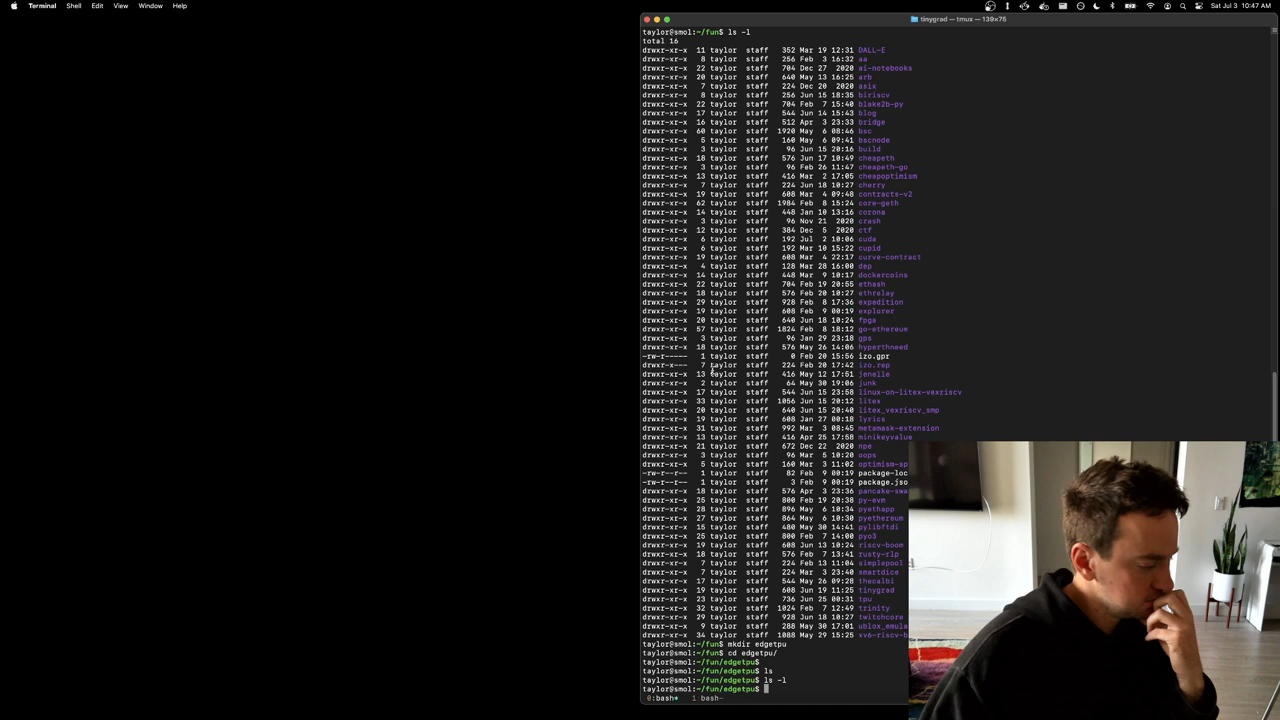 Terminal Shell Edit View Window Help Sat Jul 3 10:47 AM
tinygrad — tmux — 139×75
taylor@smol:~/fun$ ls -l
total 16
drwxr-xr-x 11 taylor staff 352 Mar 19 12:31 DALL-E
drwxr-xr-x 8 taylor staff 256 Feb 3 16:32 aa
drwxr-xr-x 22 taylor staff 704 Dec 27 2020 ai-notebooks
drwxr-xr-x 20 taylor staff 640 May 13 16:25 arb
drwxr-xr-x 7 taylor staff 224 Dec 20 2020 asix
drwxr-xr-x 8 taylor staff 256 Jun 15 18:35 biriscv
drwxr-xr-x 22 taylor staff 704 Feb 7 15:40 blake2b-py
drwxr-xr-x 17 taylor staff 544 Jun 14 15:43 blog
drwxr-xr-x 16 taylor staff 512 Apr 3 23:33 bridge
drwxr-xr-x 60 taylor staff 1920 May 6 08:46 bsc
drwxr-xr-x 5 taylor staff 160 May 3 09:41 bscnode
drwxr-xr-x 3 taylor staff 96 Jun 15 20:16 build
drwxr-xr-x 18 taylor staff 576 Jun 17 10:49 cheapeth
drwxr-xr-x 3 taylor staff 96 Feb 26 11:47 cheapeth-go
drwxr-xr-x 13 taylor staff 416 Mar 2 17:05 cheapoptimism
drwxr-xr-x 7 taylor staff 224 Jun 18 10:27 cherry
drwxr-xr-x 19 taylor staff 608 Mar 4 09:48 contracts-v2
drwxr-xr-x 62 taylor staff 1984 Feb 8 15:24 core-geth
drwxr-xr-x 14 taylor staff 448 Jan 10 13:16 corona
drwxr-xr-x 3 taylor staff 96 Nov 21 2020 crash
drwxr-xr-x 12 taylor staff 384 Dec 5 2020 ctf
drwxr-xr-x 6 taylor staff 192 Jul 2 10:06 cuda
drwxr-xr-x 6 taylor staff 192 Mar 10 15:22 cupid
drwxr-xr-x 19 taylor staff 608 Mar 4 22:17 curve-contract
drwxr-xr-x 4 taylor staff 128 Mar 28 16:00 dep
drwxr-xr-x 14 taylor staff 448 Mar 9 10:17 dockercoins
drwxr-xr-x 22 taylor staff 704 Feb 19 20:55 ethash
drwxr-xr-x 18 taylor staff 576 Feb 20 10:27 ethrelay
drwxr-xr-x 29 taylor staff 928 Feb 8 17:36 expedition
drwxr-xr-x 19 taylor staff 608 Feb 9 00:19 explorer
drwxr-xr-x 20 taylor staff 640 Jun 18 10:24 fpga
drwxr-xr-x 57 taylor staff 1824 Feb 8 18:12 go-ethereum
drwxr-xr-x 3 taylor staff 96 Jan 29 23:18 gps
drwxr-xr-x 18 taylor staff 576 May 26 14:06 hyperthneed
-rw-r----- 1 taylor staff 0 Feb 20 15:56 izo.gpr
drwxr-x--- 7 taylor staff 224 Feb 20 17:42 izo.rep
drwxr-xr-x 13 taylor staff 416 May 12 17:51 jenelle
drwxr-xr-x 2 taylor staff 64 May 30 19:06 junk
drwxr-xr-x 17 taylor staff 544 Jun 15 23:58 linux-on-litex-vexriscv
drwxr-xr-x 33 taylor staff 1056 Jun 15 20:12 litex
drwxr-xr-x 20 taylor staff 640 Jun 15 20:40 litex_vexriscv_smp
drwxr-xr-x 19 taylor staff 608 Jan 27 00:18 lyrics
drwxr-xr-x 31 taylor staff 992 Mar 3 08:45 metamask-extension
drwxr-xr-x 13 taylor staff 416 Apr 25 17:58 minikeyvalue
drwxr-xr-x 21 taylor staff 672 Dec 22 2020 npe
drwxr-xr-x 3 taylor staff 96 Mar 5 10:20 oops
drwxr-xr-x 5 taylor staff 160 Mar 3 11:02 optimism-sp
-rw-r--r-- 1 taylor staff 82 Feb 9 00:19 package-loc
-rw-r--r-- 1 taylor staff 3 Feb 9 00:19 package.jso
drwxr-xr-x 18 taylor staff 576 Apr 3 23:36 pancake-swa
drwxr-xr-x 25 taylor staff 800 Feb 19 20:38 py-evm
drwxr-xr-x 28 taylor staff 896 May 6 10:34 pyethapp
drwxr-xr-x 27 taylor staff 864 May 6 10:30 pyethereum
drwxr-xr-x 15 taylor staff 480 May 30 14:41 pylibftdi
drwxr-xr-x 25 taylor staff 800 Feb 7 14:00 pyo3
drwxr-xr-x 19 taylor staff 608 Jun 13 10:24 riscv-boom
drwxr-xr-x 18 taylor staff 576 Feb 7 13:41 rusty-rlp
drwxr-xr-x 7 taylor staff 224 Feb 13 11:04 simplepool
drwxr-xr-x 7 taylor staff 224 Mar 3 23:40 smartdice
drwxr-xr-x 17 taylor staff 544 May 26 09:28 thecalbi
drwxr-xr-x 19 taylor staff 608 Jun 19 11:25 tinygrad
drwxr-xr-x 23 taylor staff 736 Jun 25 00:31 tpu
drwxr-xr-x 32 taylor staff 1024 Feb 7 12:49 trinity
drwxr-xr-x 29 taylor staff 928 Jun 18 10:27 twitchcore
drwxr-xr-x 9 taylor staff 288 May 30 17:01 ublox_emula
drwxr-xr-x 34 taylor staff 1088 May 29 15:25 xv6-riscv-b
taylor@smol:~/fun$ mkdir edgetpu
taylor@smol:~/fun$ cd edgetpu/
taylor@smol:~/fun/edgetpu$
taylor@smol:~/fun/edgetpu$ ls
taylor@smol:~/fun/edgetpu$ ls -l
taylor@smol:~/fun/edgetpu$
0:bash* 1:bash-